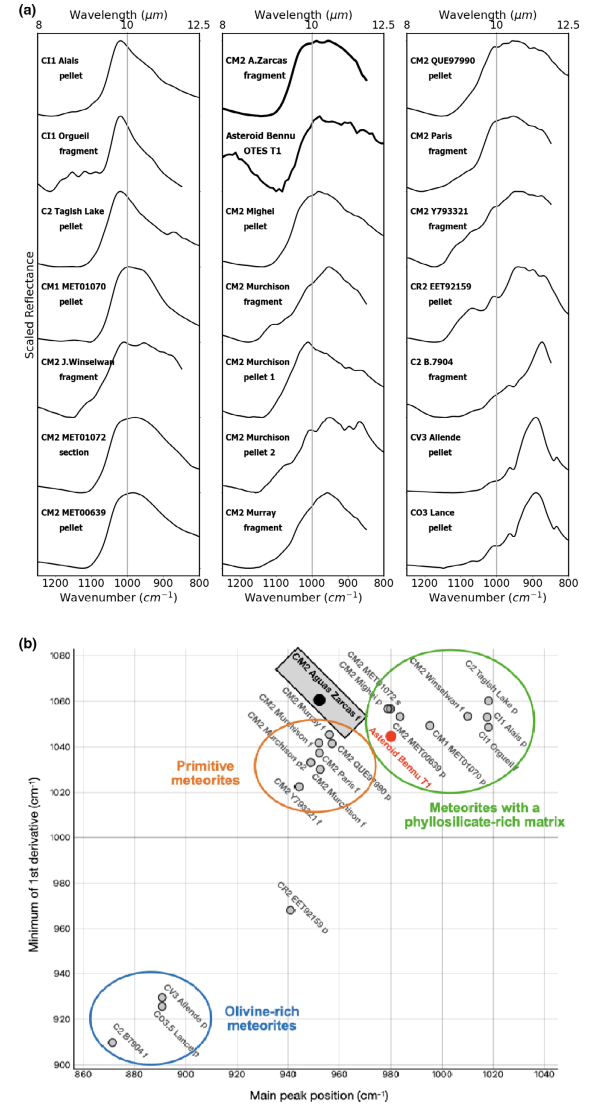 (a)
Wavelength (μm)
8 10 12.5
Wavelength (μm)
8 10 12.5
Wavelength (μm)
8 10 12.5
Scaled Reflectance
CI1 Alais
pellet
CI1 Orgueil
fragment
C2 Tagish Lake
pellet
CM1 MET01070
pellet
CM2 J.Winselwan
fragment
CM2 MET01072
section
CM2 MET00639
pellet
1200 1100 1000 900 800
Wavenumber (cm⁻¹)
CM2 A.Zarcas
fragment
Asteroid Bennu
OTES T1
CM2 Mighei
pellet
CM2 Murchison
fragment
CM2 Murchison
pellet 1
CM2 Murchison
pellet 2
CM2 Murray
fragment
1200 1100 1000 900 800
Wavenumber (cm⁻¹)
CM2 QUE97990
pellet
CM2 Paris
fragment
CM2 Y793321
fragment
CR2 EET92159
pellet
C2 B.7904
fragment
CV3 Allende
pellet
CO3 Lance
pellet
1200 1100 1000 900 800
Wavenumber (cm⁻¹)
(b)
Minimum of 1st derivative (cm⁻¹)
1080
1060
1040
1020
1000
980
960
940
920
900
CM2 Aguas Zarcas f
CM2 Murray f
CM2 Murchison f
CM2 Murchison p2
CM2 Y793321 f
CM2 QUE97990 p
CM2 Paris f
CM2 Murchison f
Primitive
meteorites
CM2 MET01072 s
CM2 Mighei p
CM2 Winselwan f
C2 Tagish Lake p
CI1 Alais p
CI1 Orgueil f
CM1 MET01070 p
CM2 MET00639 p
Asteroid Bennu T1
Meteorites with a
phyllosilicate-rich matrix
CR2 EET92159 p
CV3 Allende p
CO3.5 Lance p
C2 B7904 f
Olivine-rich
meteorites
860 880 900 920 940 960 980 1000 1020 1040
Main peak position (cm⁻¹)